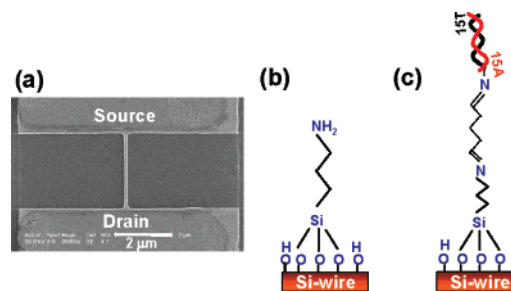 (a)
Source
Drain
2 μm
(b)
NH2
Si
H H
O O O O O
Si-wire
(c)
15T
15A
N
N
Si
H
O O O O
Si-wire